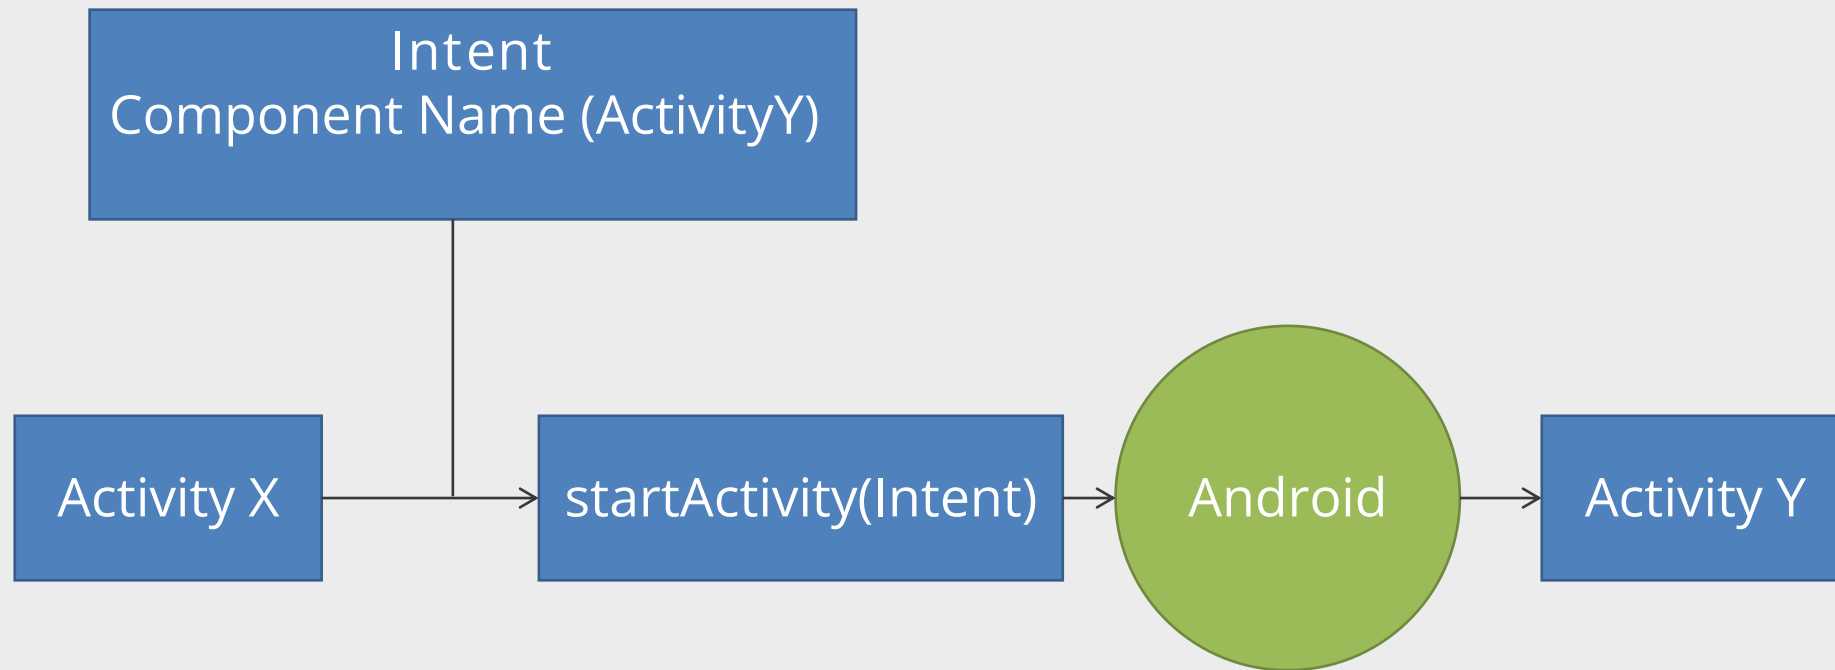 Intent
Component Name (ActivityY)
Activity X
startActivity(Intent)
Android
Activity Y